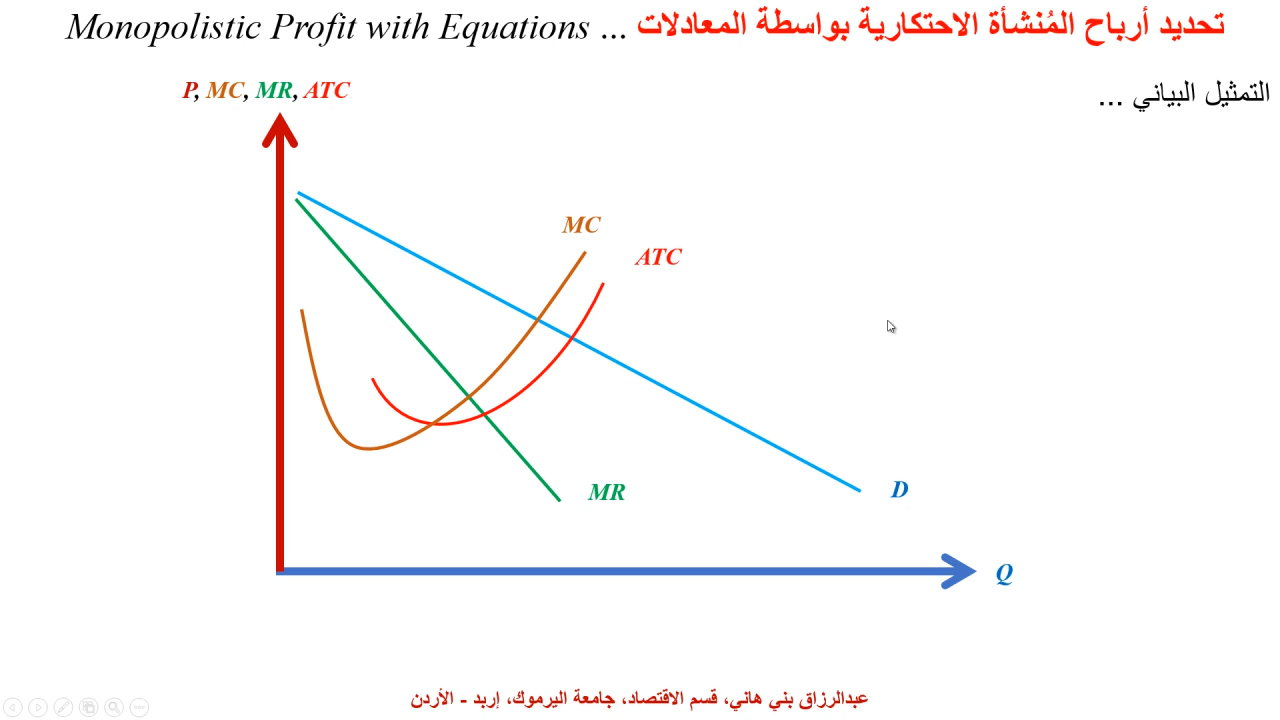 Monopolistic Profit with Equations ... تحديد أرباح المُنشأة الاحتكارية بواسطة المعادلات
التمثيل البياني ...
P, MC, MR, ATC
MC
ATC
MR
D
Q
عبدالرزاق بني هاني، قسم الاقتصاد، جامعة اليرموك، إربد - الأردن